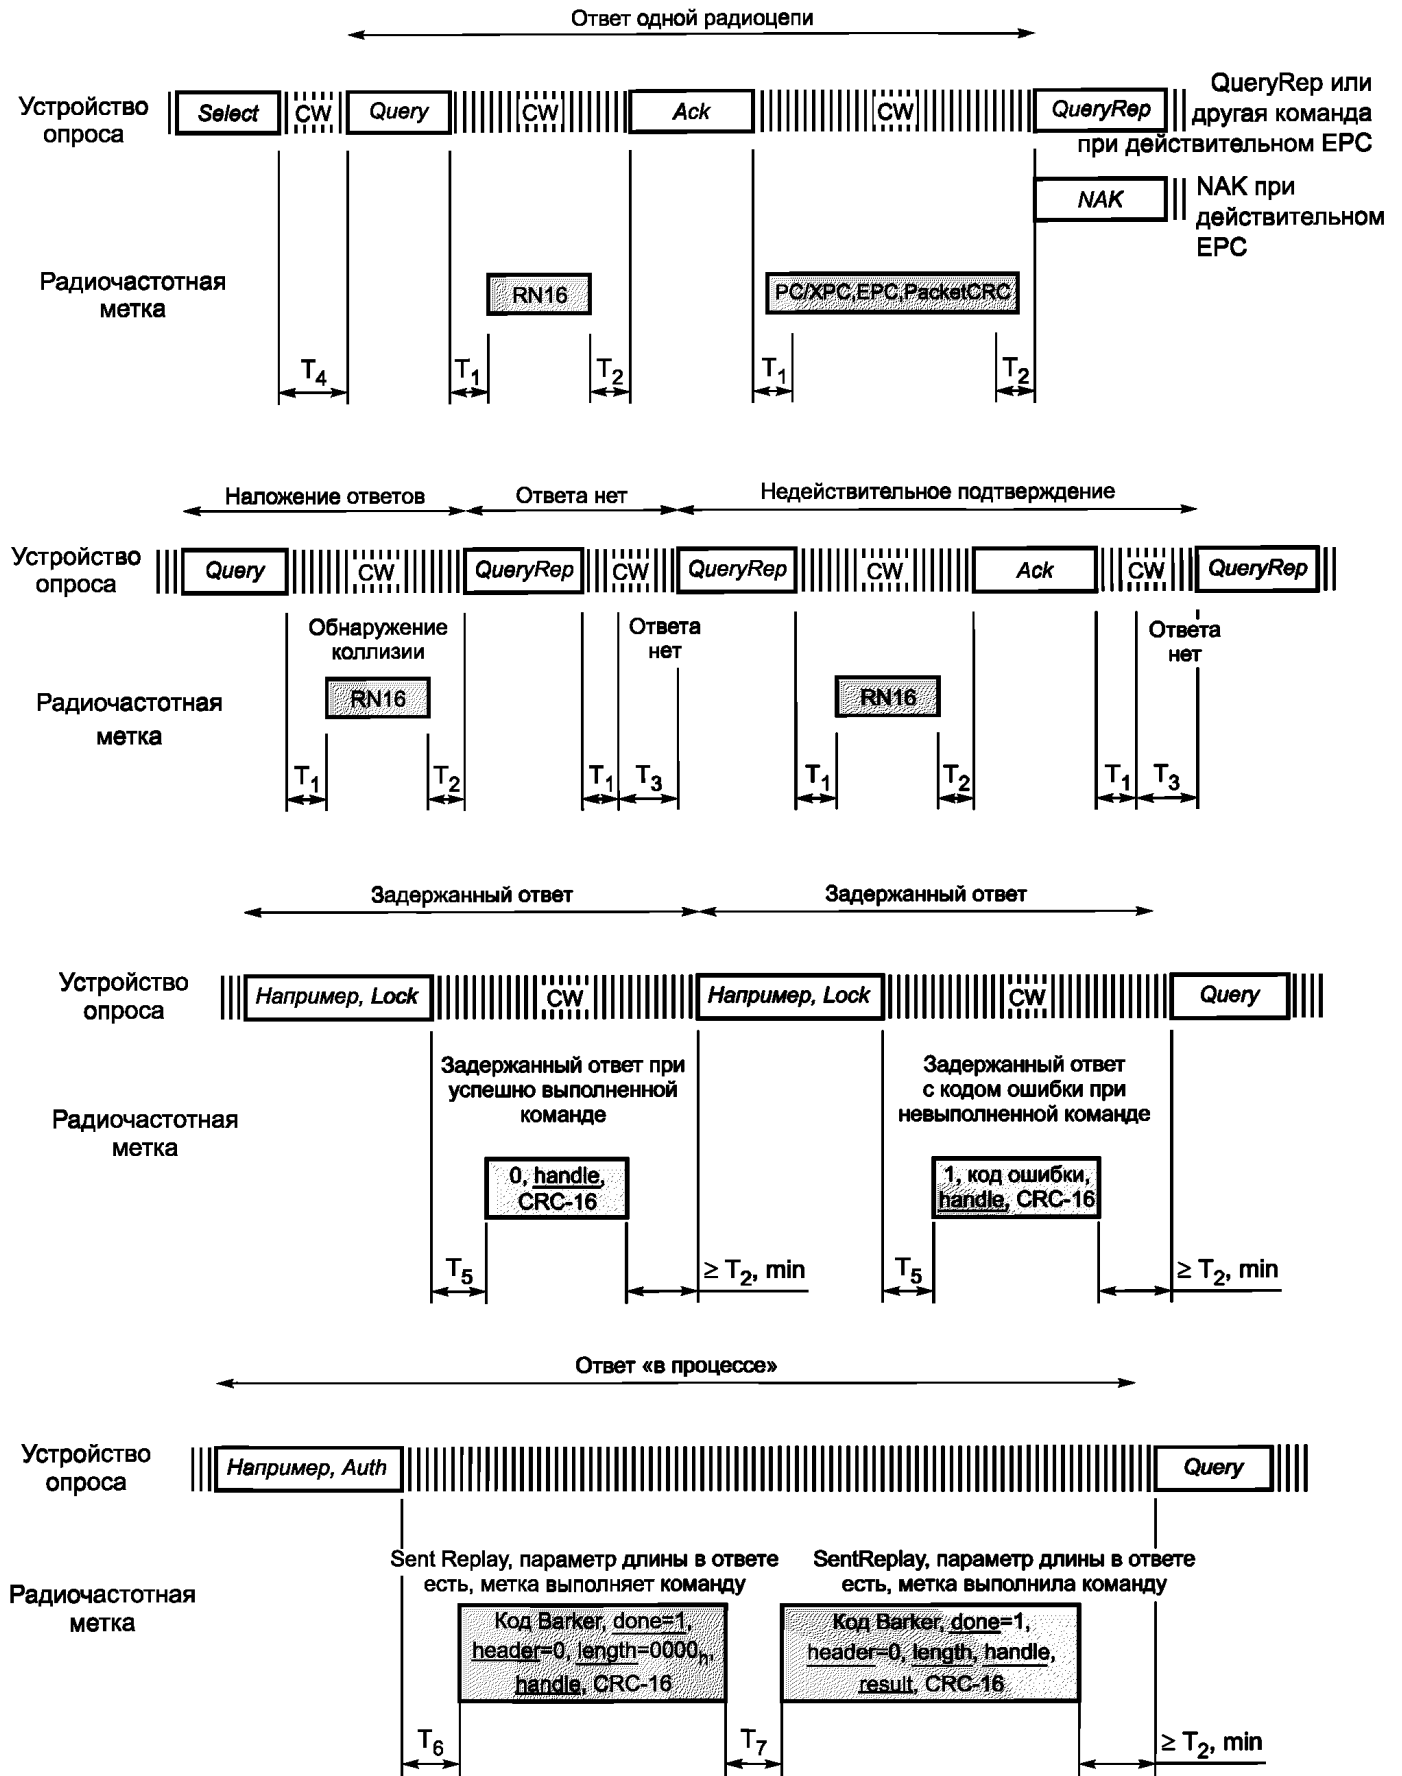 Ответ одной радиоцепи
Устройство опроса
Select
CW
Query
CW
Ack
CW
QueryRep
QueryRep или
другая команда
при действительном EPC
NAK
NAK при
действительном
EPC
Радиочастотная
метка
RN16
PC/XPC,EPC,PacketCRC
T4
T1
T2
T1
T2
Наложение ответов
Ответа нет
Недействительное подтверждение
Устройство
опроса
Query
CW
QueryRep
CW
QueryRep
CW
Ack
CW
QueryRep
Обнаружение
коллизии
Ответа
нет
Ответа
нет
Радиочастотная
метка
RN16
RN16
T1
T2
T1
T3
T1
T2
T1
T3
Задержанный ответ
Задержанный ответ
Устройство
опроса
Например, Lock
CW
Например, Lock
CW
Query
Задержанный ответ при
успешно выполненной
команде
Задержанный ответ
с кодом ошибки при
невыполненной команде
Радиочастотная
метка
0, handle,
CRC-16
1, код ошибки,
handle, CRC-16
T5
≥ T2, min
T5
≥ T2, min
Ответ «в процессе»
Устройство
опроса
Например, Auth
Query
Sent Replay, параметр длины в ответе
есть, метка выполняет команду
SentReplay, параметр длины в ответе
есть, метка выполнила команду
Радиочастотная
метка
Код Barker, done=1,
header=0, length=0000h,
handle, CRC-16
Код Barker, done=1,
header=0, length, handle,
result, CRC-16
T6
T7
≥ T2, min